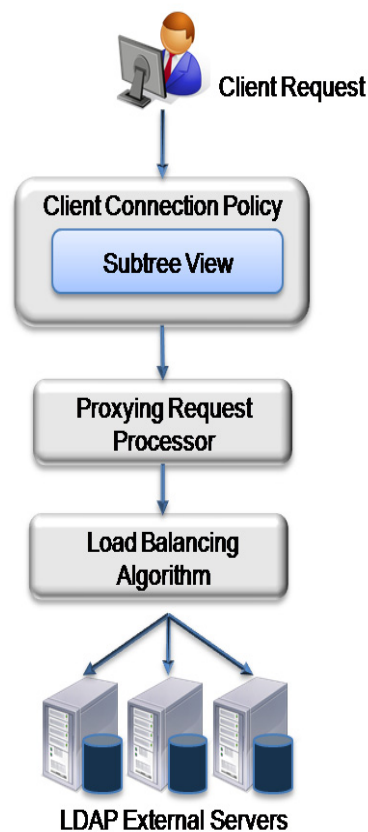 Client Request
Client Connection Policy
Subtree View
Proxying Request
Processor
Load Balancing
Algorithm
LDAP External Servers